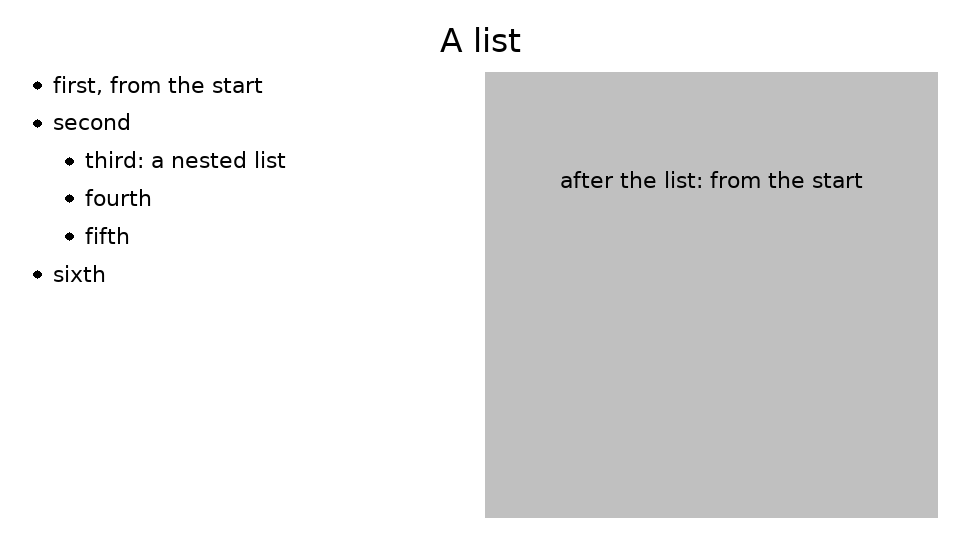 A list
• first, from the start
• second
• third: a nested list
• fourth
• fifth
• sixth
after the list: from the start